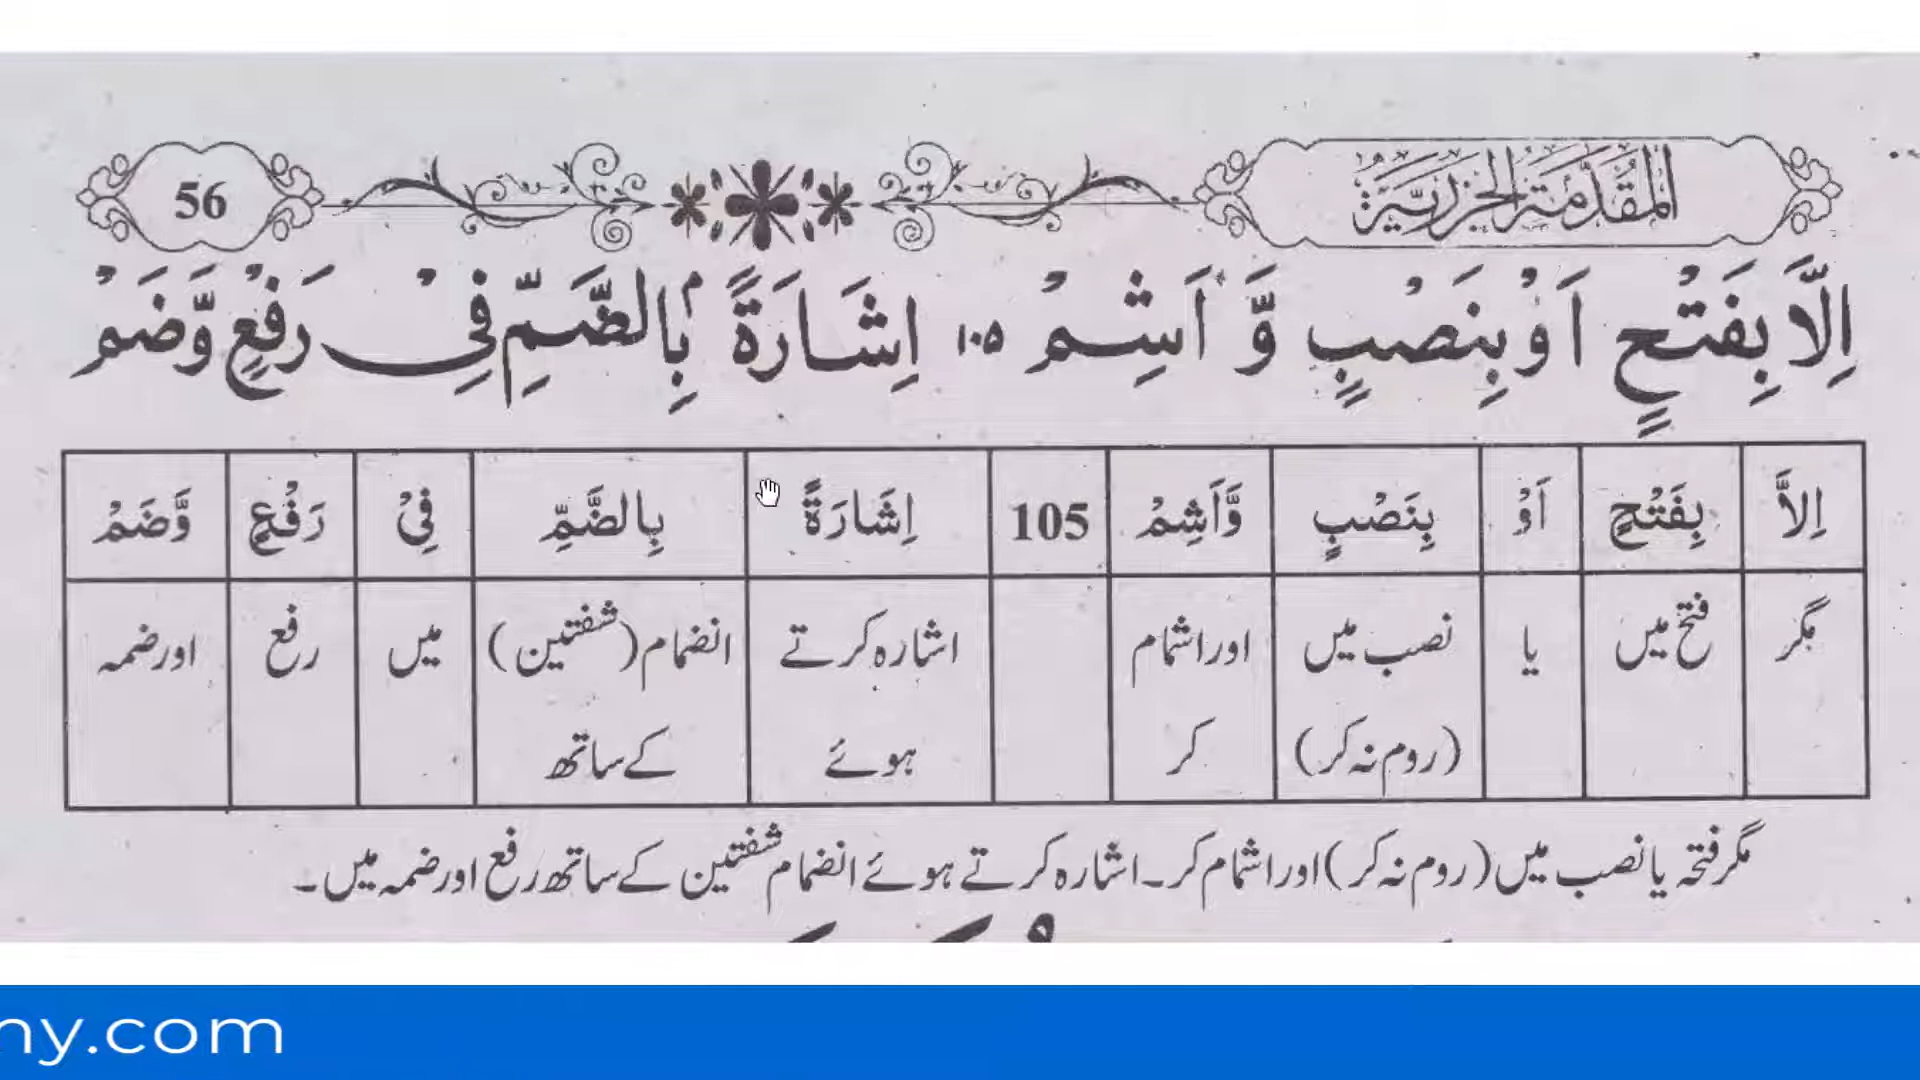 56 المُقَدِّمَةُ الجَزَرِيَّة
اِلَّا بِفَتْحٍ اَوْ بِنَصْبٍ وَّ اَشِمْ ۱۰۵ اِشَارَةًۢ بِالضَّمِّ فِیْ رَفْعٍ وَّضَمْ
اِلَّا بِفَتْحٍ اَوْ بِنَصْبٍ وَّاَشِمْ 105 اِشَارَةً بِالضَّمِّ فِیْ رَفْعٍ وَّضَمْ
مگر فتح میں یا نصب میں اور اشمام اشارہ کرتے انضمام (شفتین) میں رفع اور ضمہ
(روم نہ کر) کر ہوئے کے ساتھ
مگر فتحہ یا نصب میں (روم نہ کر) اور اشمام کر۔ اشارہ کرتے ہوئے انضمام شفتین کے ساتھ رفع اور ضمہ میں۔
ny.com